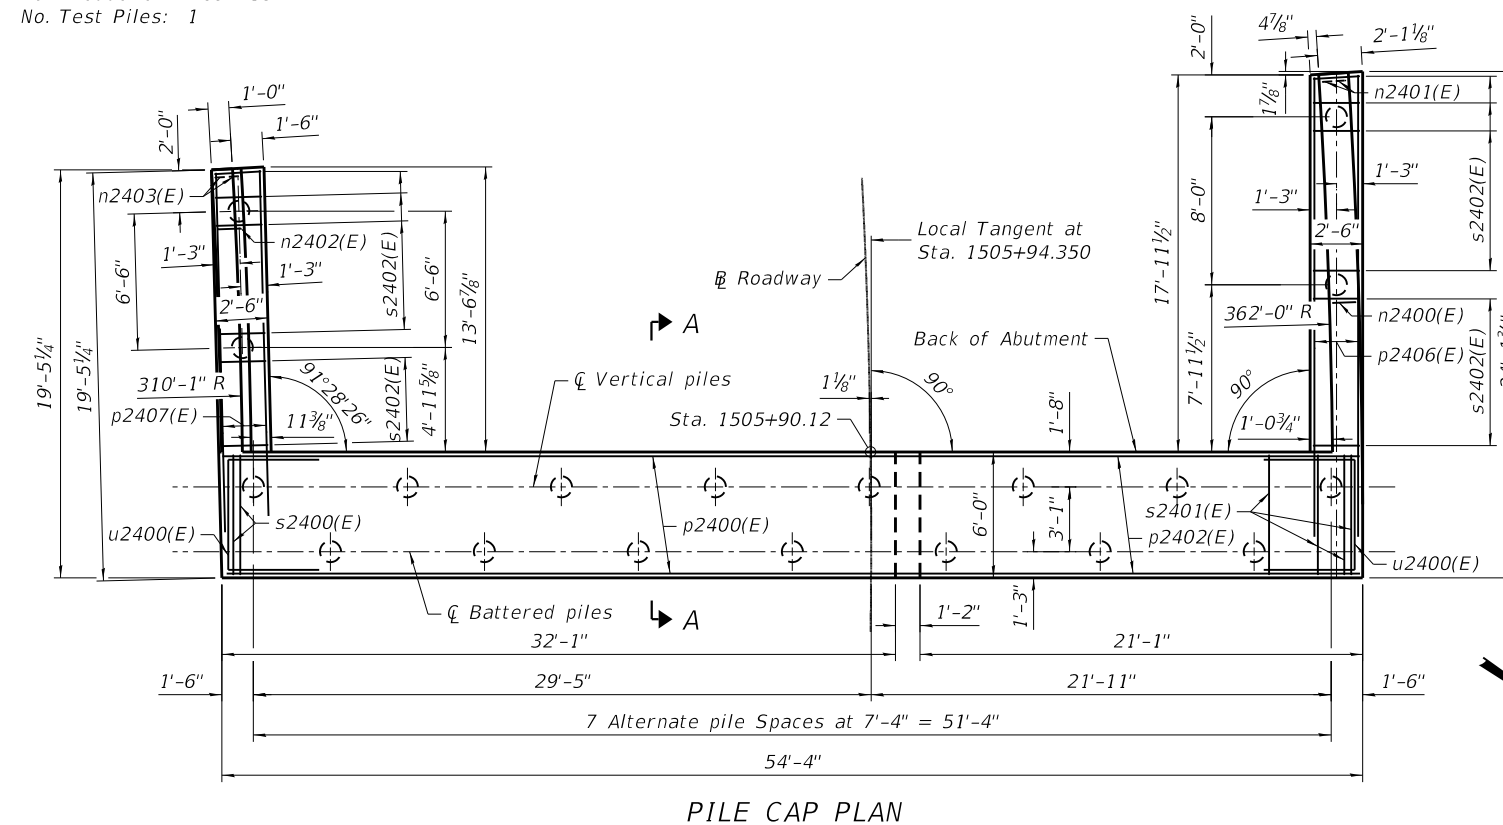 No. Test Piles: 1
2'-0"
4⅞"
2'-1⅛"
1'-0"
1'-6"
2'-0"
1⅞"
n2401(E)
n2403(E)
1'-3"
n2402(E)
1'-3"
1'-3"
s2402(E)
8'-0"
1'-3"
2'-6"
s2402(E)
17'-11½"
6'-6"
2'-6"
s2402(E)
6'-6"
13'-6⅞"
Local Tangent at
Sta. 1505+94.350
℄ Roadway
A
362'-0" R
n2400(E)
Back of Abutment
p2406(E)
s2402(E)
19'-5¼"
19'-5¼"
310'-1" R
91°28'26"
s2402(E)
4'-11⅝"
℄ Vertical piles
1⅛"
90°
7'-11½"
90°
p2407(E)
11⅜"
Sta. 1505+90.12
1'-8"
1'-0¾"
s2400(E)
u2400(E)
p2400(E)
6'-0"
3'-1"
s2401(E)
p2402(E)
u2400(E)
℄ Battered piles
A
1'-2"
1'-3"
32'-1"
21'-1"
1'-6"
29'-5"
21'-11"
1'-6"
7 Alternate pile Spaces at 7'-4" = 51'-4"
54'-4"
PILE CAP PLAN